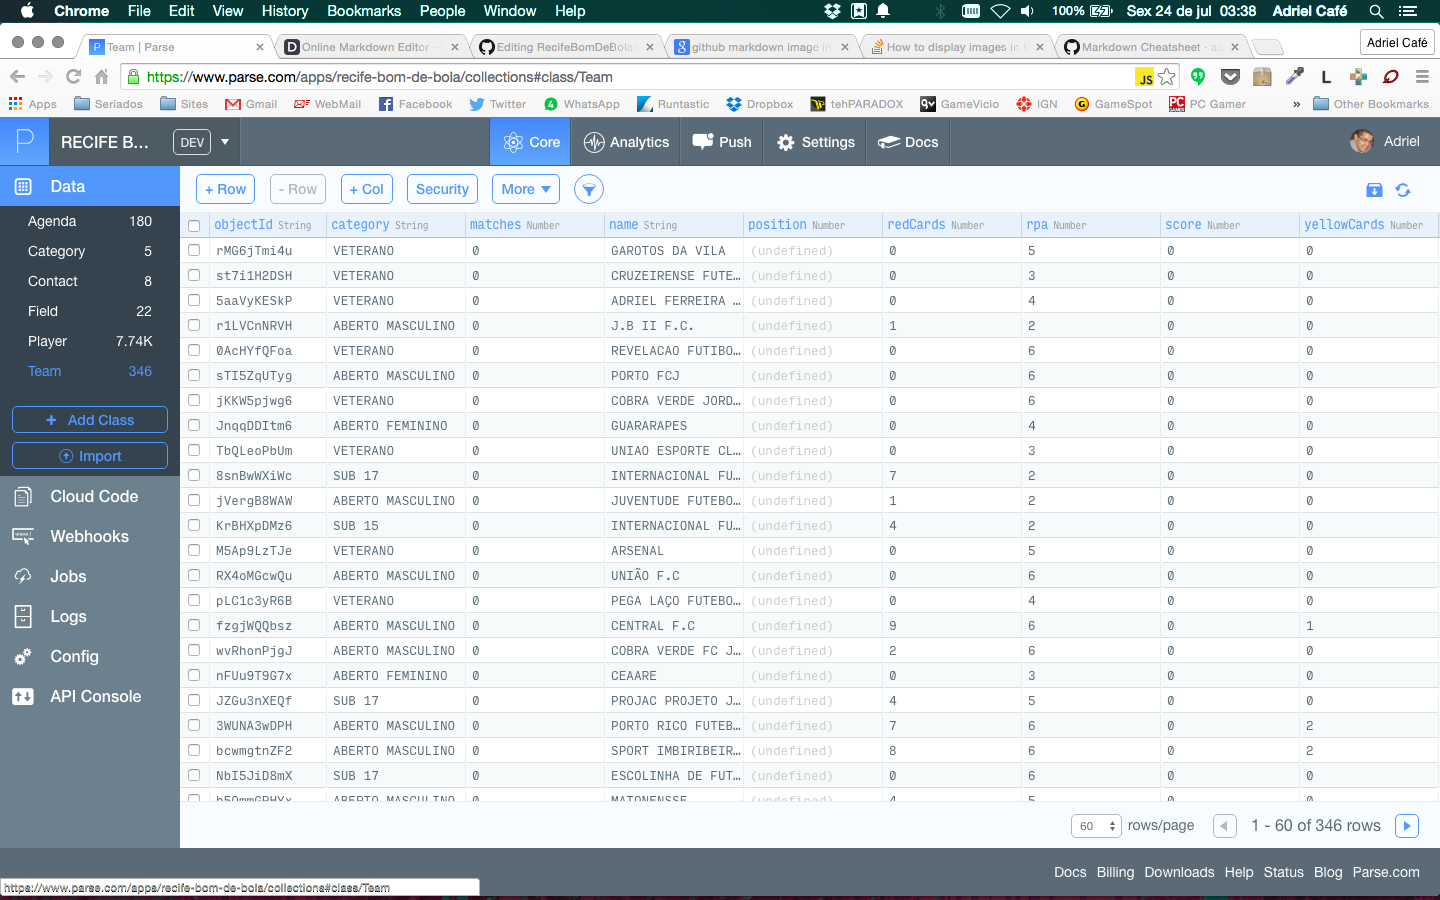 Chrome File Edit View History Bookmarks People Window Help 100% Sex 24 de jul 03:38 Adriel Café
Team | Parse Online Markdown Editor - Editing RecifeBomDeBola/ github markdown image in How to display images in Markdown Cheatsheet · ad Adriel Café
https://www.parse.com/apps/recife-bom-de-bola/collections#class/Team JS L
Apps Seriados Sites Gmail WebMail Facebook Twitter WhatsApp Runtastic Dropbox tehPARADOX GameVicio IGN GameSpot PC Gamer » Other Bookmarks
P RECIFE B... DEV Core Analytics Push Settings Docs Adriel
Data
Agenda 180
Category 5
Contact 8
Field 22
Player 7.74K
Team 346
+ Add Class
Import
Cloud Code
Webhooks
Jobs
Logs
Config
API Console
+ Row - Row + Col Security More
objectId String category String matches Number name String position Number redCards Number rpa Number score Number yellowCards Number
rMG6jTmi4u VETERANO 0 GAROTOS DA VILA (undefined) 0 5 0 0
st7i1H2DSH VETERANO 0 CRUZEIRENSE FUTE… (undefined) 0 3 0 0
5aaVyKESkP VETERANO 0 ADRIEL FERREIRA … (undefined) 0 4 0 0
r1LVCnNRVH ABERTO MASCULINO 0 J.B II F.C. (undefined) 1 2 0 0
0AcHYfQFoa VETERANO 0 REVELACAO FUTIBO… (undefined) 0 6 0 0
sTI5ZqUTyg ABERTO MASCULINO 0 PORTO FCJ (undefined) 0 6 0 0
jKKW5pjwg6 VETERANO 0 COBRA VERDE JORD… (undefined) 0 6 0 0
JnqqDDItm6 ABERTO FEMININO 0 GUARARAPES (undefined) 0 4 0 0
TbQLeoPbUm VETERANO 0 UNIAO ESPORTE CL… (undefined) 0 3 0 0
8snBwWXiWc SUB 17 0 INTERNACIONAL FU… (undefined) 7 2 0 0
jVergB8WAW ABERTO MASCULINO 0 JUVENTUDE FUTEBO… (undefined) 1 2 0 0
KrBHXpDMz6 SUB 15 0 INTERNACIONAL FU… (undefined) 4 2 0 0
M5Ap9LzTJe VETERANO 0 ARSENAL (undefined) 0 5 0 0
RX4oMGcwQu ABERTO MASCULINO 0 UNIÃO F.C (undefined) 0 6 0 0
pLC1c3yR6B VETERANO 0 PEGA LAÇO FUTEBO… (undefined) 0 4 0 0
fzgjWQQbsz ABERTO MASCULINO 0 CENTRAL F.C (undefined) 9 6 0 1
wvRhonPjgJ ABERTO MASCULINO 0 COBRA VERDE FC J… (undefined) 2 6 0 0
nFUu9T9G7x ABERTO FEMININO 0 CEAARE (undefined) 0 3 0 0
JZGu3nXEQf SUB 17 0 PROJAC PROJETO J… (undefined) 4 5 0 0
3WUNA3wDPH ABERTO MASCULINO 0 PORTO RICO FUTEB… (undefined) 7 6 0 2
bcwmgtnZF2 ABERTO MASCULINO 0 SPORT IMBIRIBEIR… (undefined) 8 6 0 2
NbI5JiD8mX SUB 17 0 ESCOLINHA DE FUT… (undefined) 0 6 0 0
ABERTO MASCULINO 0 MATONENSSE (undefined) 4 5 0 0
60 rows/page 1 - 60 of 346 rows
Docs Billing Downloads Help Status Blog Parse.com
https://www.parse.com/apps/recife-bom-de-bola/collections#class/Team